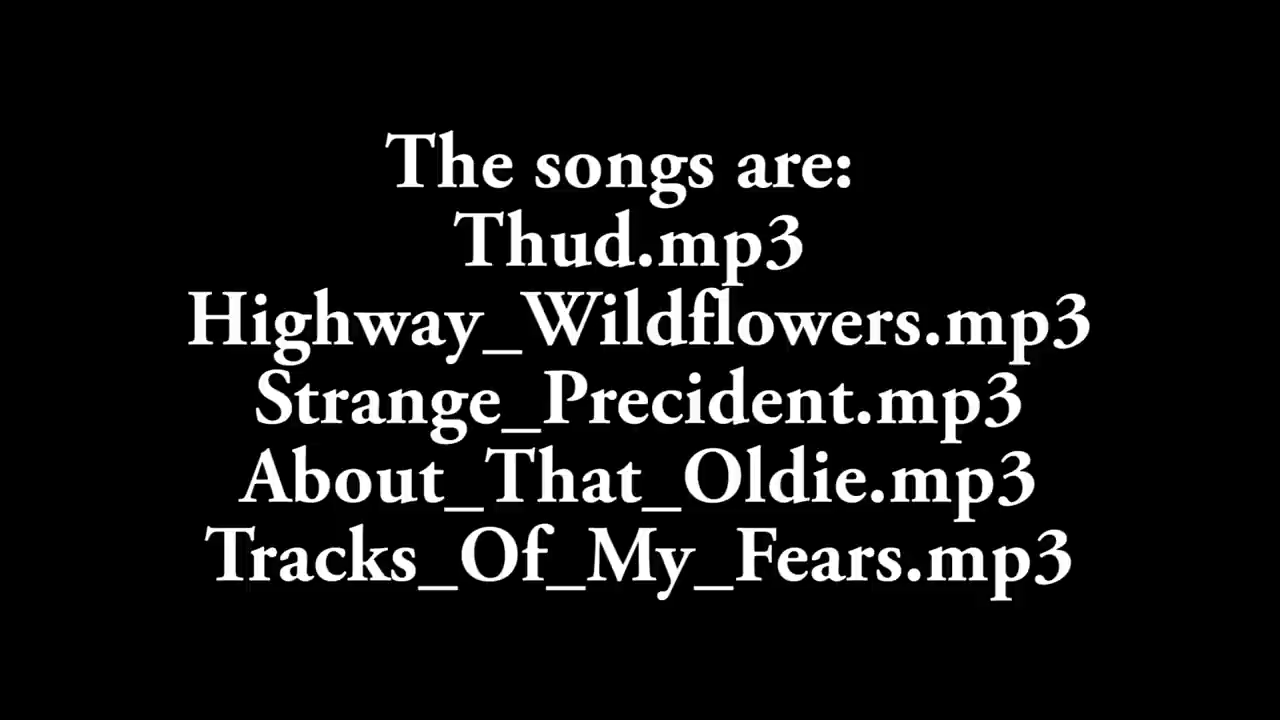 The songs are:
Thud.mp3
Highway_Wildflowers.mp3
Strange_Precident.mp3
About_That_Oldie.mp3
Tracks_Of_My_Fears.mp3